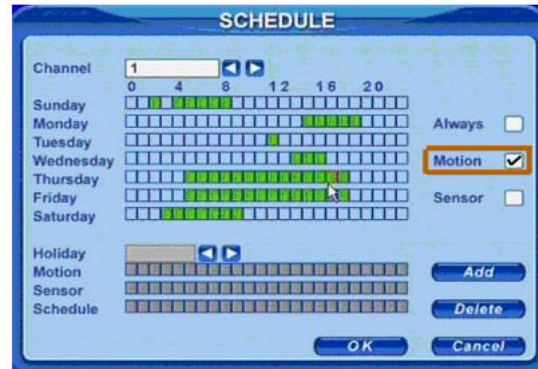 SCHEDULE
Channel 1
0 4 8 12 16 20
Sunday
Monday
Tuesday
Wednesday
Thursday
Friday
Saturday
Always
Motion
Sensor
Holiday
Motion
Sensor
Schedule
Add
Delete
OK
Cancel